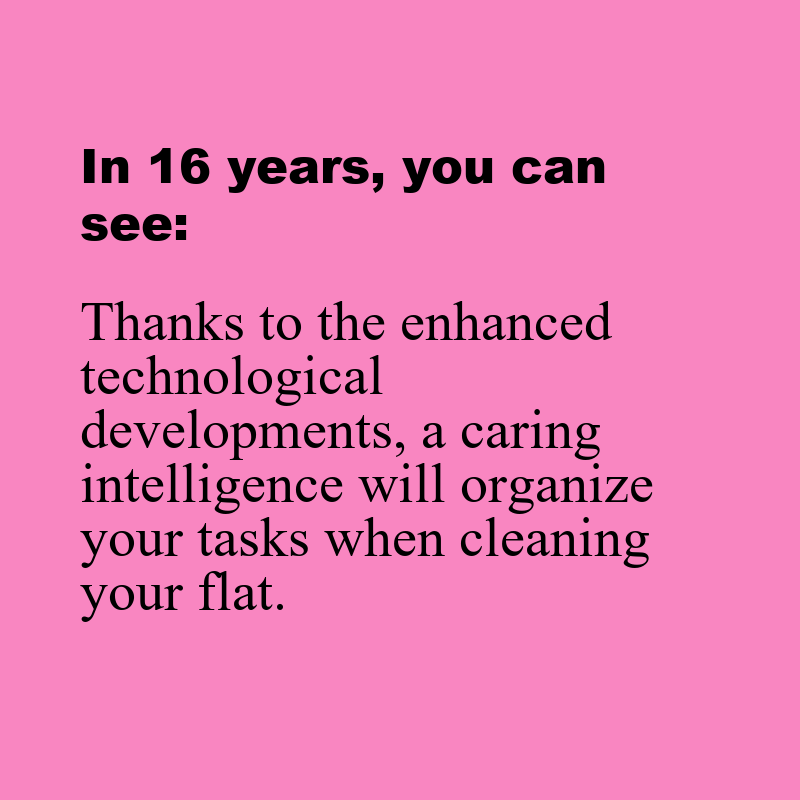 In 16 years, you can
see:
Thanks to the enhanced
technological
developments, a caring
intelligence will organize
your tasks when cleaning
your flat.